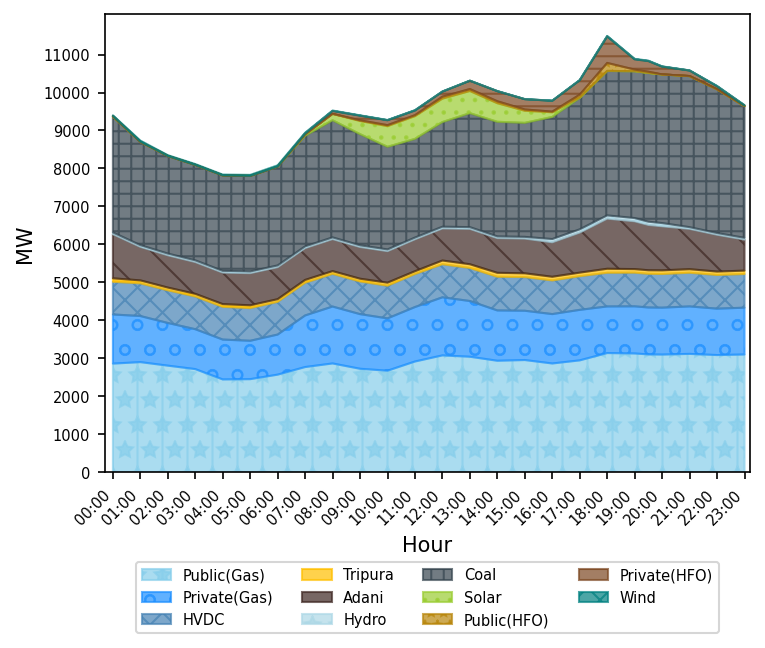 MW
11000
10000
9000
8000
7000
6000
5000
4000
3000
2000
1000
0
00:00 01:00 02:00 03:00 04:00 05:00 06:00 07:00 08:00 09:00 10:00 11:00 12:00 13:00 14:00 15:00 16:00 17:00 18:00 19:00 20:00 21:00 22:00 23:00
Hour
Public(Gas) Tripura Coal Private(HFO)
Private(Gas) Adani Solar Wind
HVDC Hydro Public(HFO)